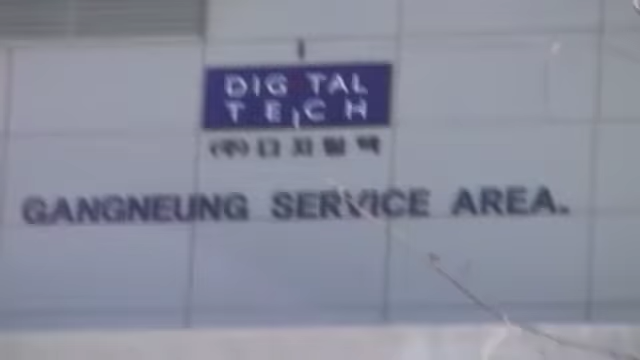 DIGITAL
TECH
(주)디지털텍
GANGNEUNG SERVICE AREA.